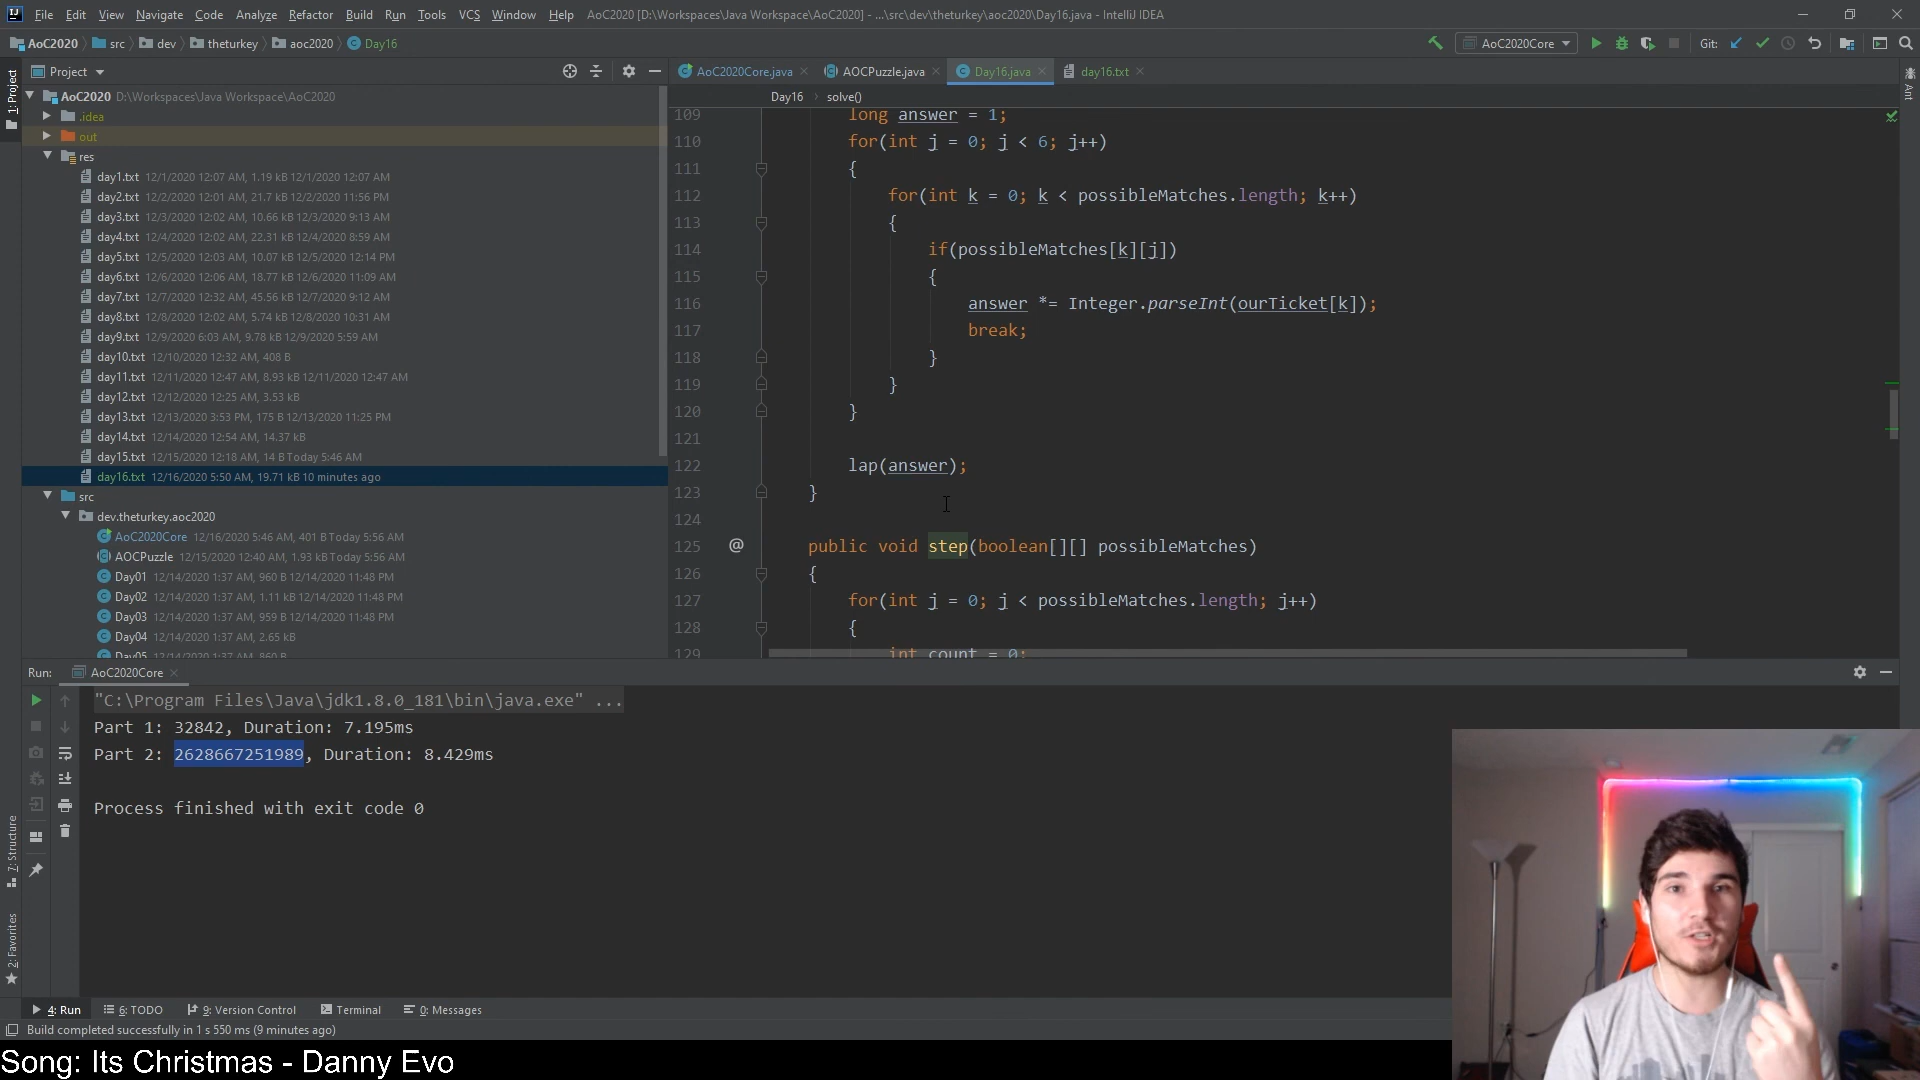 File Edit View Navigate Code Analyze Refactor Build Run Tools VCS Window Help AoC2020 [D:\Workspaces\Java Workspace\AoC2020] - ...\src\dev\theturkey\aoc2020\Day16.java - IntelliJ IDEA
AoC2020 src dev theturkey aoc2020 Day16 AoC2020Core Git:
Project AoC2020Core.java AOCPuzzle.java Day16.java day16.txt
1: Project
Ant
Day16 solve()
AoC2020 D:\Workspaces\Java Workspace\AoC2020
.idea
out
res
day1.txt 12/1/2020 12:07 AM, 1.19 kB 12/1/2020 12:07 AM
day2.txt 12/2/2020 12:01 AM, 21.7 kB 12/2/2020 11:56 PM
day3.txt 12/3/2020 12:02 AM, 10.66 kB 12/3/2020 9:13 AM
day4.txt 12/4/2020 12:02 AM, 22.31 kB 12/4/2020 8:59 AM
day5.txt 12/5/2020 12:03 AM, 10.07 kB 12/5/2020 12:14 PM
day6.txt 12/6/2020 12:06 AM, 18.77 kB 12/6/2020 11:09 AM
day7.txt 12/7/2020 12:32 AM, 45.56 kB 12/7/2020 9:12 AM
day8.txt 12/8/2020 12:02 AM, 5.74 kB 12/8/2020 10:31 AM
day9.txt 12/9/2020 6:03 AM, 9.78 kB 12/9/2020 5:59 AM
day10.txt 12/10/2020 12:32 AM, 408 B
day11.txt 12/11/2020 12:47 AM, 8.93 kB 12/11/2020 12:47 AM
day12.txt 12/12/2020 12:25 AM, 3.53 kB
day13.txt 12/13/2020 3:53 PM, 175 B 12/13/2020 11:25 PM
day14.txt 12/14/2020 12:54 AM, 14.37 kB
day15.txt 12/15/2020 12:18 AM, 14 B Today 5:46 AM
day16.txt 12/16/2020 5:50 AM, 19.71 kB 10 minutes ago
src
dev.theturkey.aoc2020
AoC2020Core 12/16/2020 5:46 AM, 401 B Today 5:56 AM
AOCPuzzle 12/15/2020 12:40 AM, 1.93 kB Today 5:56 AM
Day01 12/14/2020 1:37 AM, 960 B 12/14/2020 11:48 PM
Day02 12/14/2020 1:37 AM, 1.11 kB 12/14/2020 11:48 PM
Day03 12/14/2020 1:37 AM, 959 B 12/14/2020 11:48 PM
Day04 12/14/2020 1:37 AM, 2.65 kB
Day05 12/14/2020 1:37 AM, 860 B
109 long answer = 1;
110 for(int j = 0; j < 6; j++)
111 {
112 for(int k = 0; k < possibleMatches.length; k++)
113 {
114 if(possibleMatches[k][j])
115 {
116 answer *= Integer.parseInt(ourTicket[k]);
117 break;
118 }
119 }
120 }
121
122 lap(answer);
123 }
124
125 @ public void step(boolean[][] possibleMatches)
126 {
127 for(int j = 0; j < possibleMatches.length; j++)
128 {
129 int count = 0;
Run: AoC2020Core
"C:\Program Files\Java\jdk1.8.0_181\bin\java.exe" ...
Part 1: 32842, Duration: 7.195ms
Part 2: 2628667251989, Duration: 8.429ms
Process finished with exit code 0
7: Structure
2: Favorites
4: Run 6: TODO 9: Version Control Terminal 0: Messages
Build completed successfully in 1 s 550 ms (9 minutes ago)
Song: Its Christmas - Danny Evo